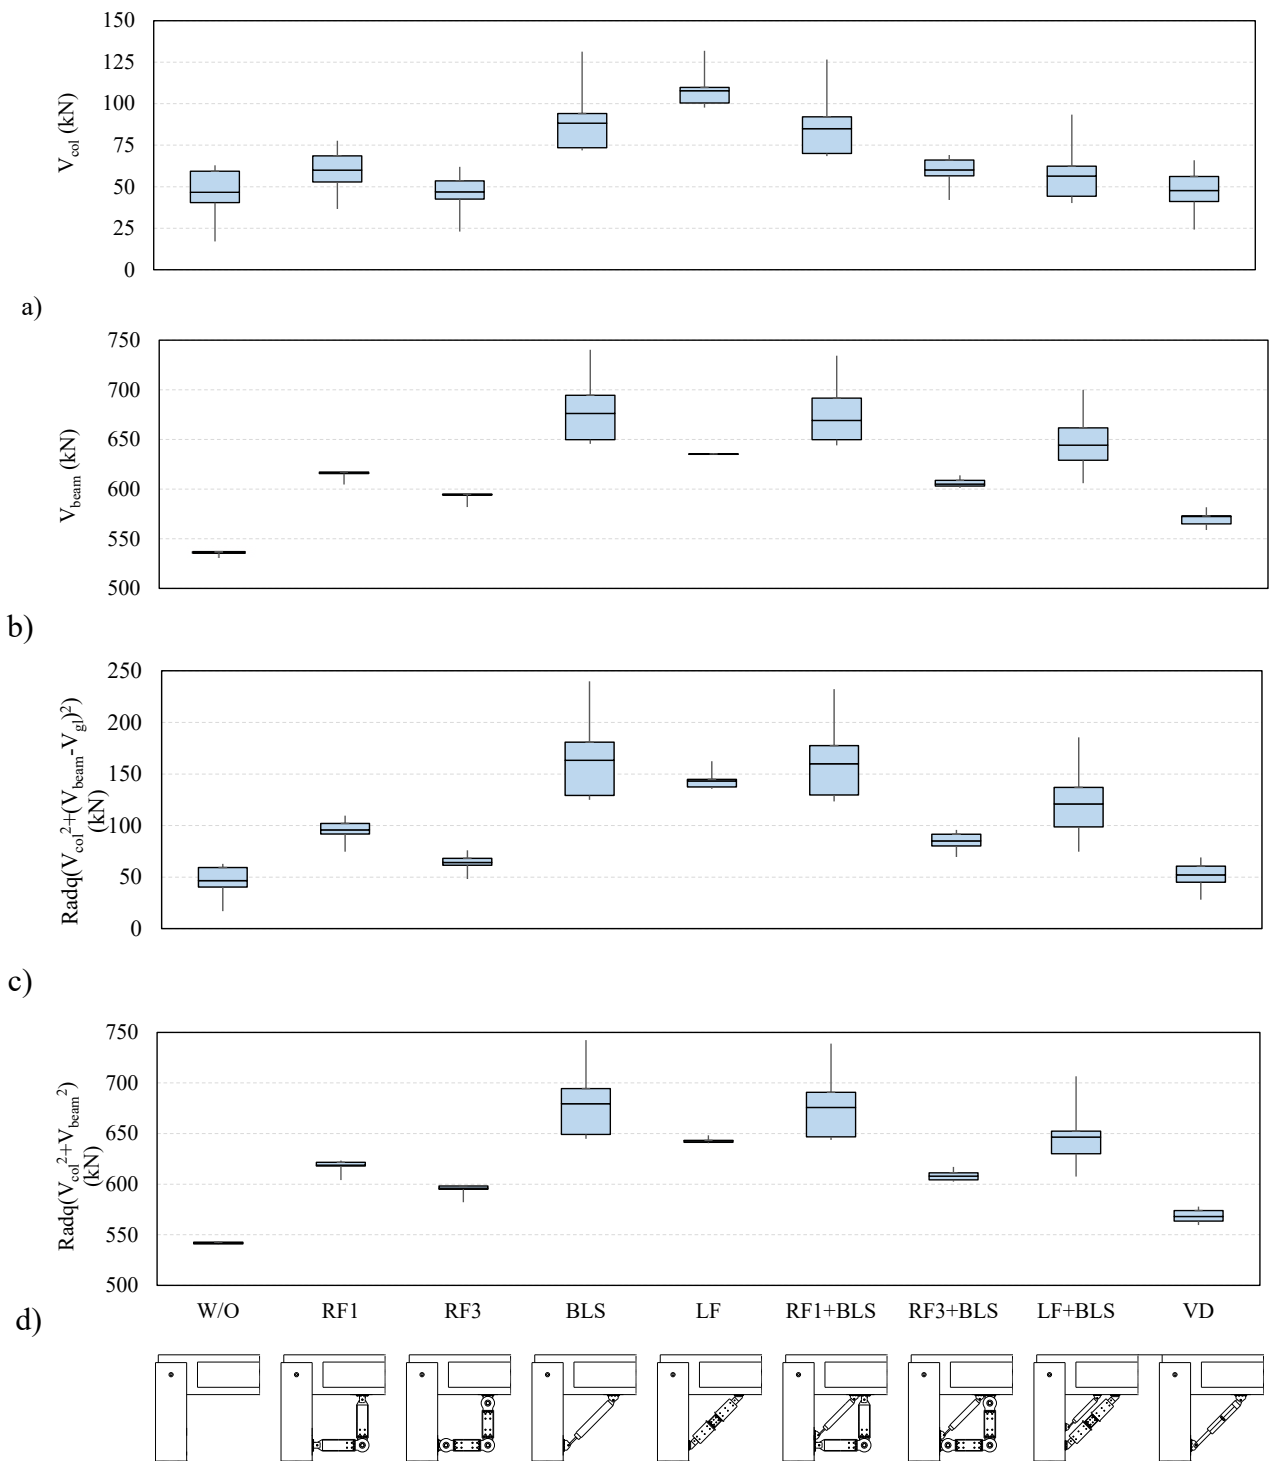 150
125
100
75
50
25
0
V_col (kN)
a)
750
700
650
600
550
500
V_beam (kN)
b)
250
200
150
100
50
0
Radq(V_col^2+(V_beam-V_gl)^2)
(kN)
c)
750
700
650
600
550
500
Radq(V_col^2+V_beam^2)
(kN)
W/O RF1 RF3 BLS LF RF1+BLS RF3+BLS LF+BLS VD
d)